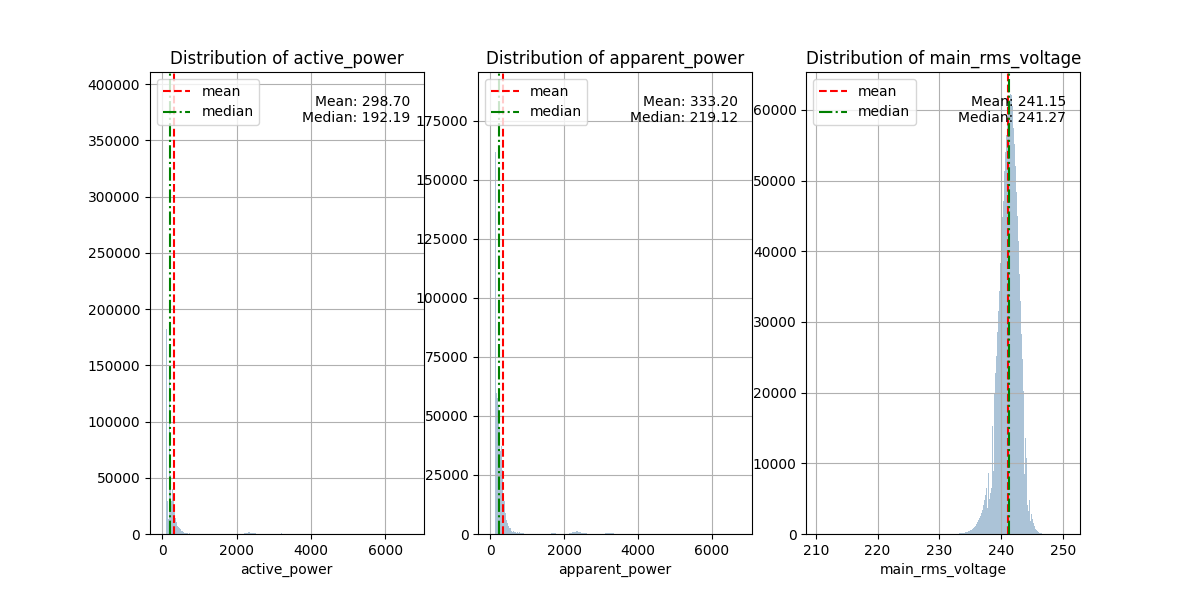 Distribution of active_power
mean
median
Mean: 298.70
Median: 192.19
400000
350000
300000
250000
200000
150000
100000
50000
0
0 2000 4000 6000
active_power
Distribution of apparent_power
mean
median
Mean: 333.20
Median: 219.12
175000
150000
125000
100000
75000
50000
25000
0
0 2000 4000 6000
apparent_power
Distribution of main_rms_voltage
mean
median
Mean: 241.15
Median: 241.27
60000
50000
40000
30000
20000
10000
0
210 220 230 240 250
main_rms_voltage